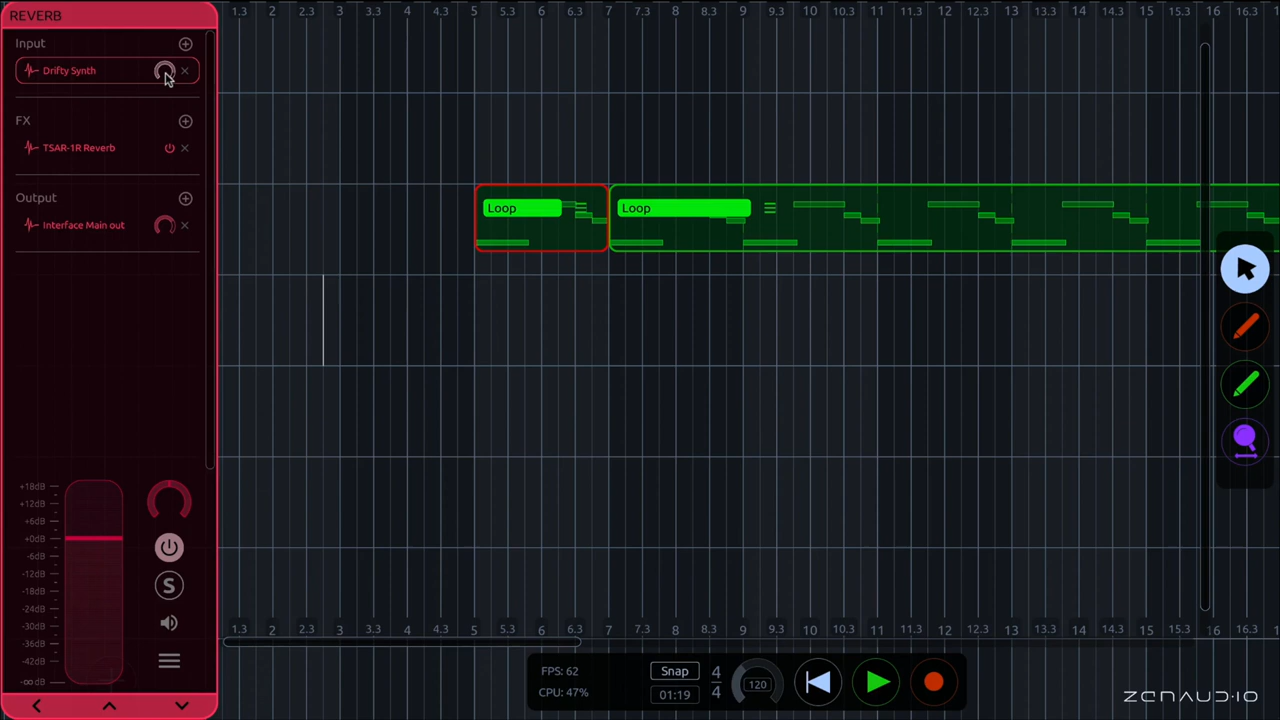 REVERB
Input
Drifty Synth
FX
TSAR-1R Reverb
Output
Interface Main out
+18dB
+12dB
+6dB
+0dB
-6dB
-12dB
-18dB
-24dB
-30dB
-36dB
-42dB
-∞dB
S
1.3 2 2.3 3 3.3 4 4.3 5 5.3 6 6.3 7 7.3 8 8.3 9 9.3 10 10.3 11 11.3 12 12.3 13 13.3 14 14.3 15 15.3 16 16.3
Loop
Loop
1.3 2 2.3 3 3.3 4 4.3 5 5.3 6 6.3 7 7.3 8 8.3 9 9.3 10 10.3 11 11.3 12 12.3 13 13.3 14 14.3 15 15.3 16 16.3
FPS: 62
CPU: 47%
Snap
01:19
4
4
120
ZENAUDIO